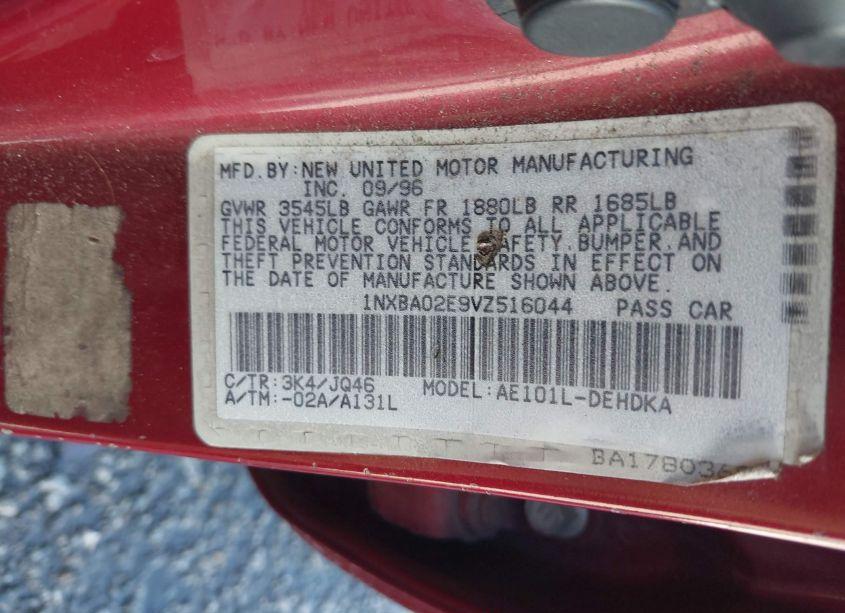 MFD. BY: NEW UNITED MOTOR MANUFACTURING
INC. 09/96
GVWR 3545LB GAWR FR 1880LB RR 1685LB
THIS VEHICLE CONFORMS TO ALL APPLICABLE
FEDERAL MOTOR VEHICLE SAFETY, BUMPER, AND
THEFT PREVENTION STANDARDS IN EFFECT ON
THE DATE OF MANUFACTURE SHOWN ABOVE.
1NXBA02E9VZ516044 PASS CAR
C/TR: 3K4/JQ46 MODEL: AE101L-DEHDKA
A/TM: -02A/A131L